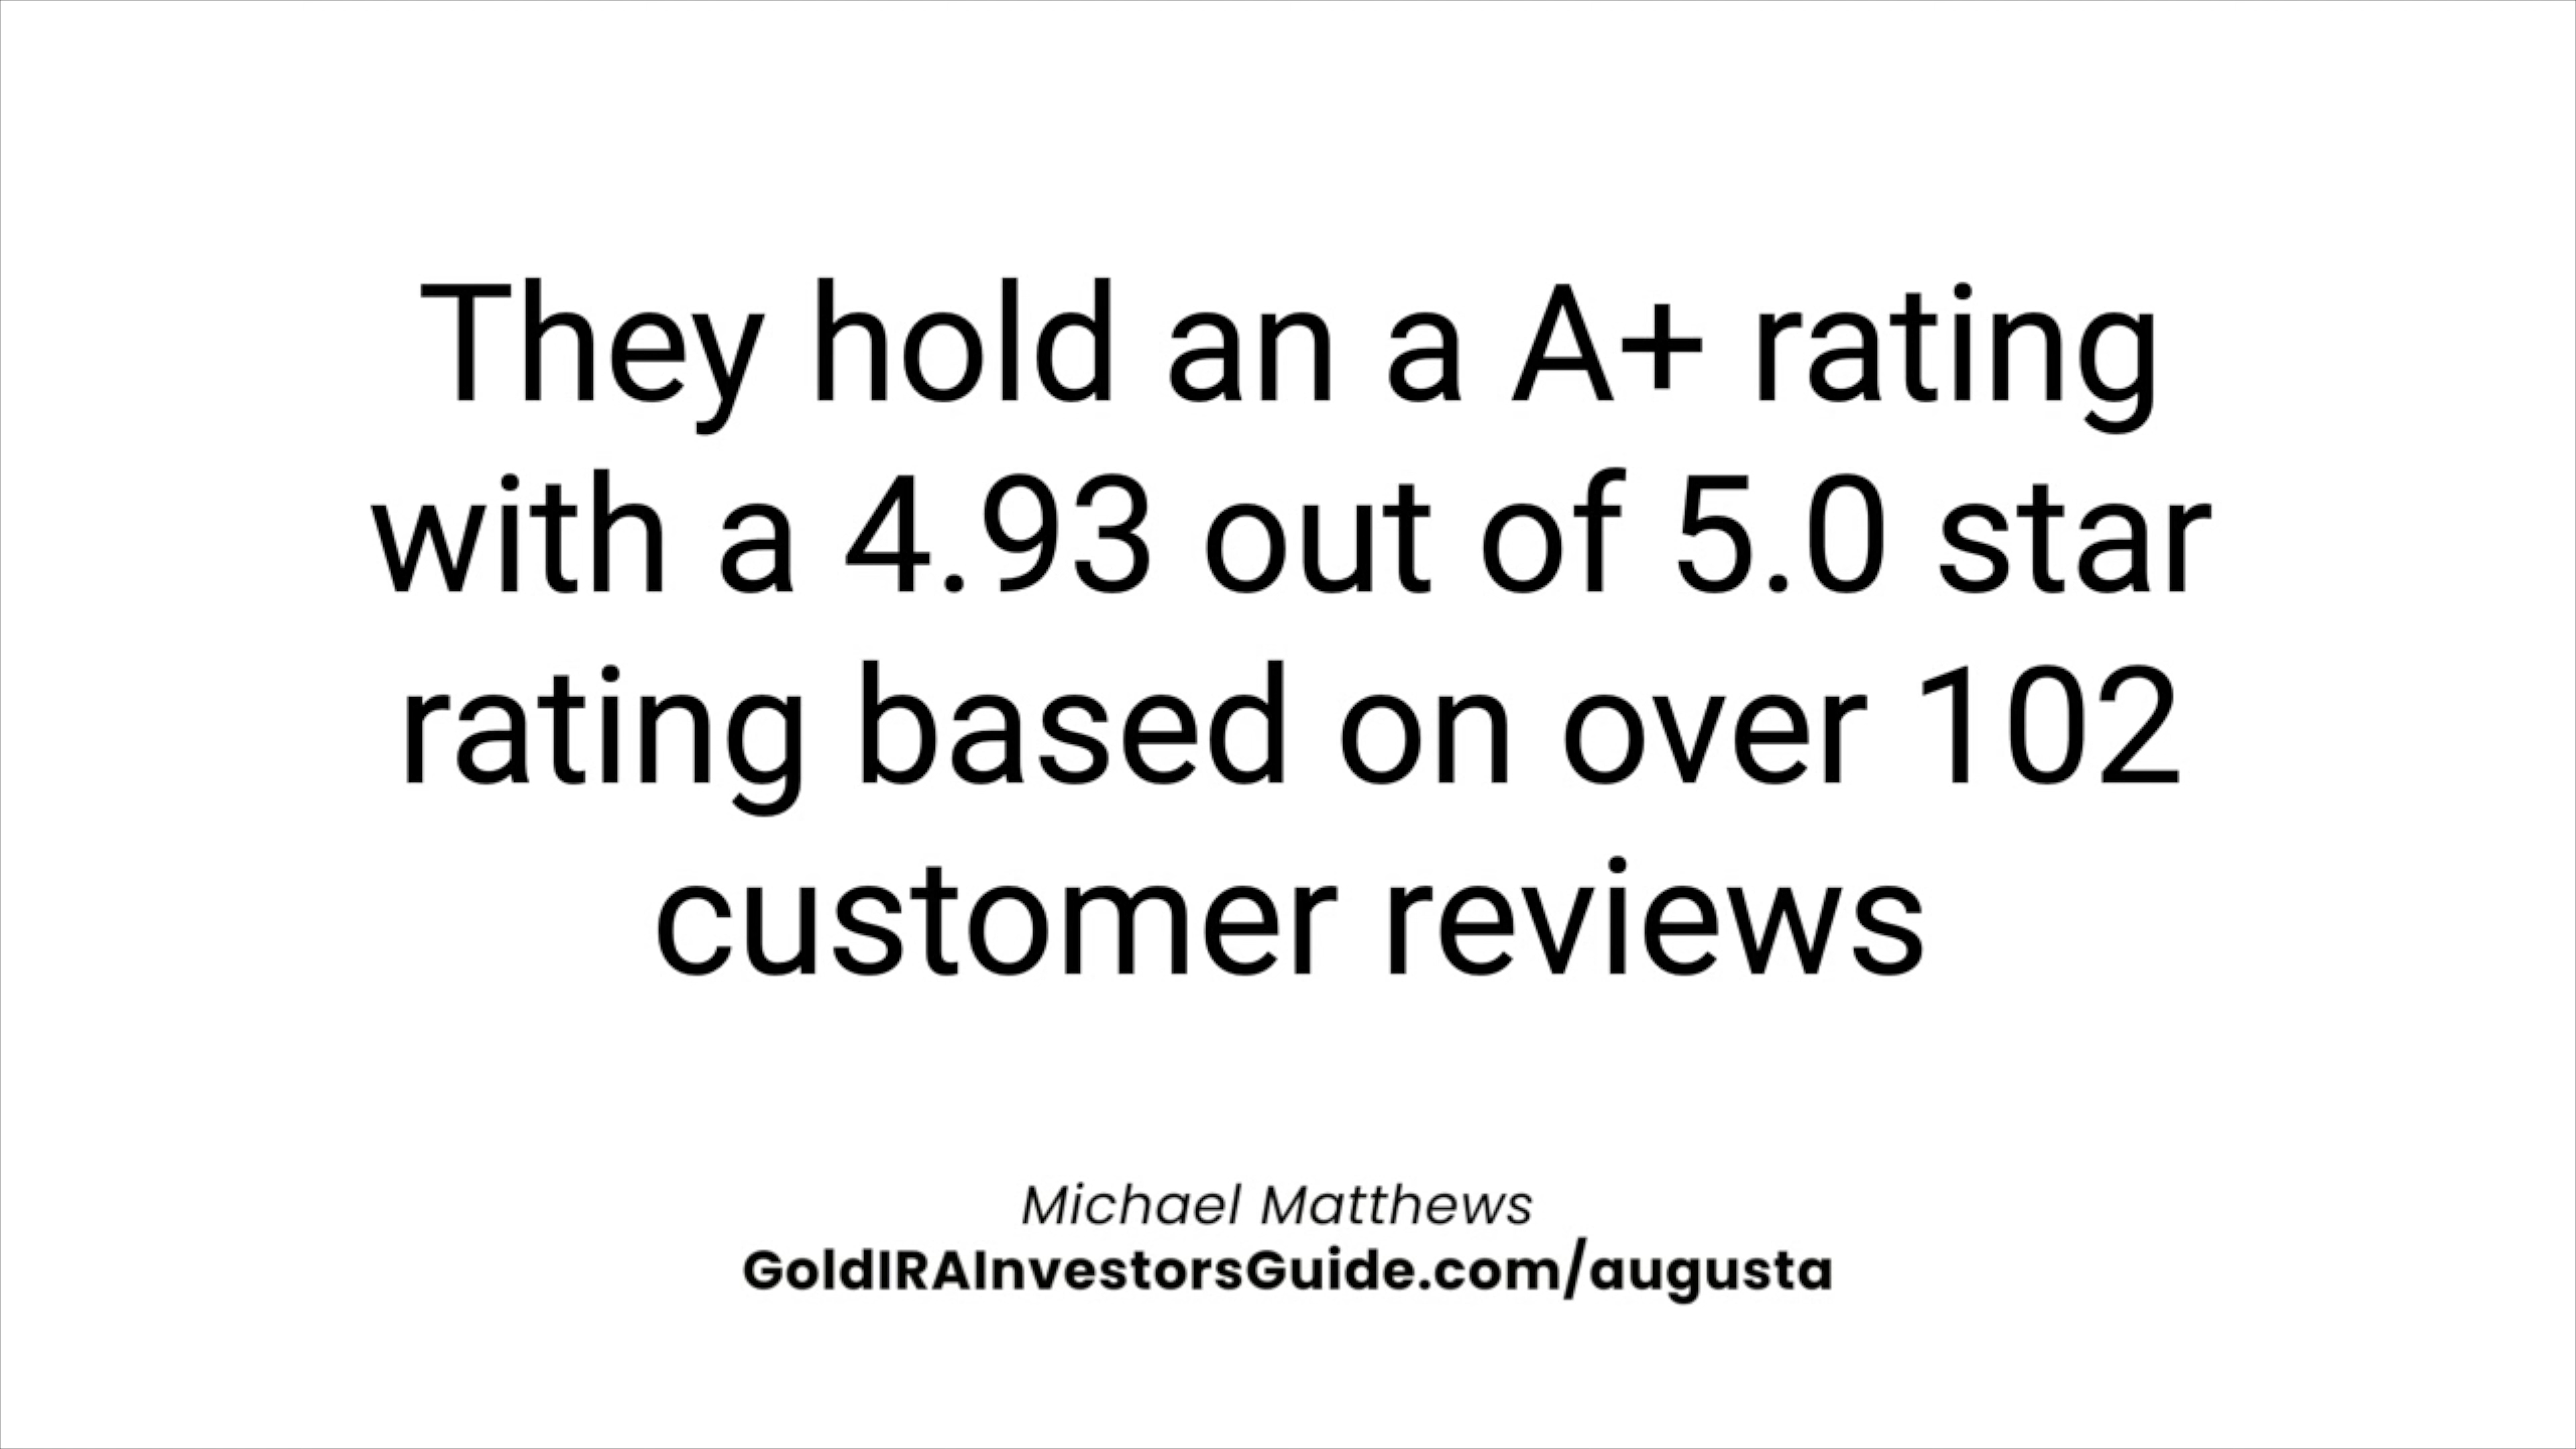 They hold an a A+ rating
with a 4.93 out of 5.0 star
rating based on over 102
customer reviews
Michael Matthews
GoldIRAInvestorsGuide.com/augusta